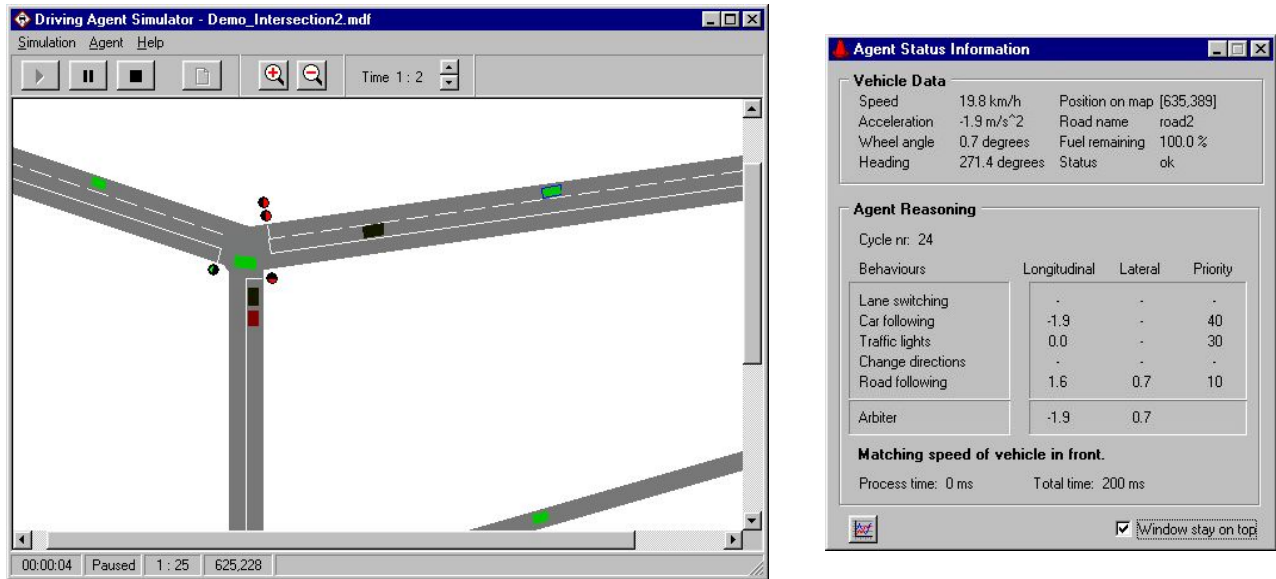 Driving Agent Simulator - Demo_Intersection2.mdf
Simulation Agent Help
Time 1 : 2
00:00:04 Paused 1 : 25 625,228
Agent Status Information
Vehicle Data
Speed 19.8 km/h Position on map [635,389]
Acceleration -1.9 m/s^2 Road name road2
Wheel angle 0.7 degrees Fuel remaining 100.0 %
Heading 271.4 degrees Status ok
Agent Reasoning
Cycle nr: 24
Behaviours Longitudinal Lateral Priority
Lane switching - - -
Car following -1.9 - 40
Traffic lights 0.0 - 30
Change directions - - -
Road following 1.6 0.7 10
Arbiter -1.9 0.7
Matching speed of vehicle in front.
Process time: 0 ms Total time: 200 ms
Window stay on top